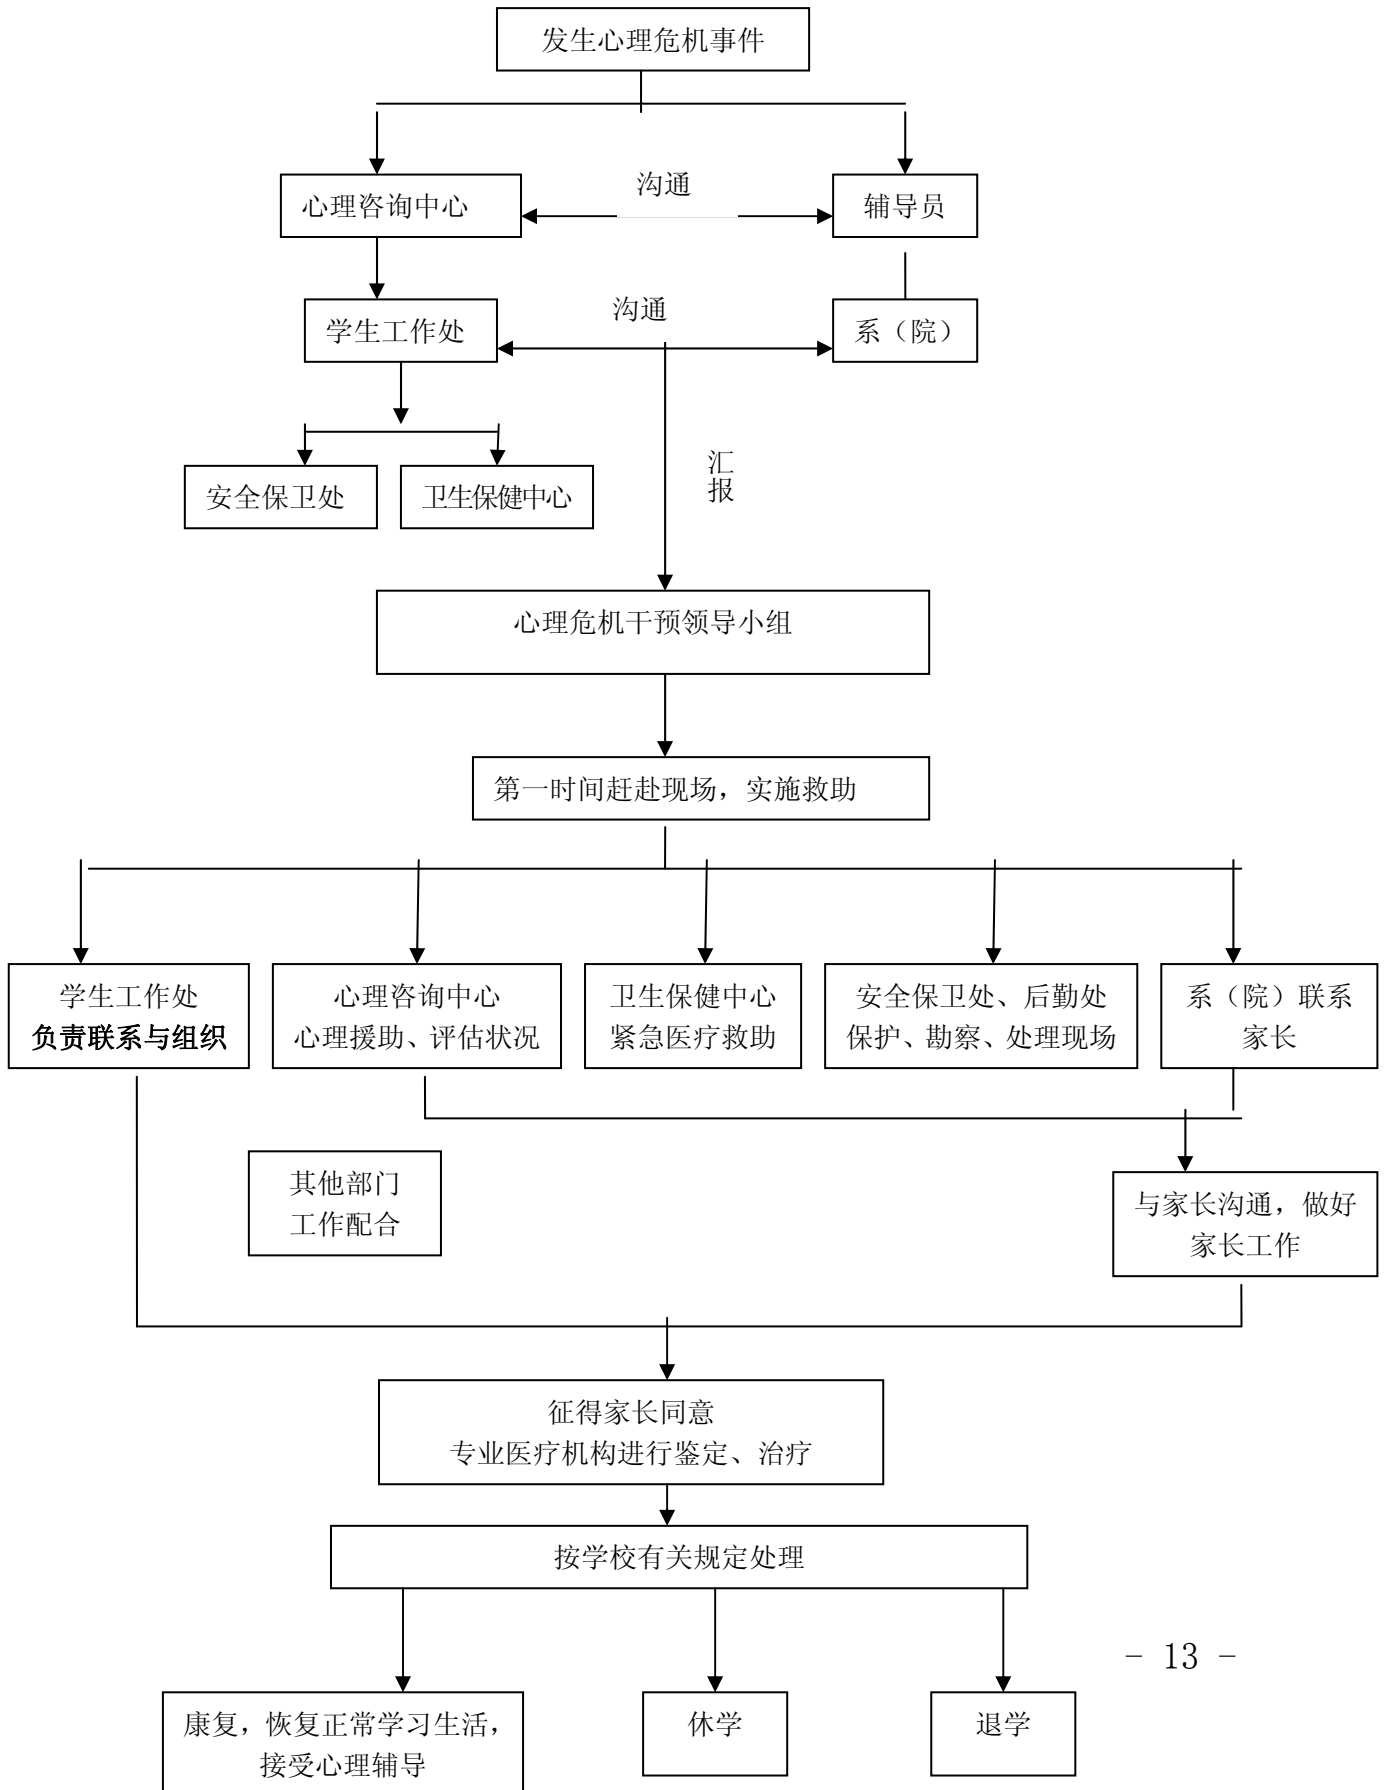 发生心理危机事件
沟通
心理咨询中心
辅导员
沟通
学生工作处
系（院）
汇
报
安全保卫处
卫生保健中心
心理危机干预领导小组
第一时间赶赴现场，实施救助
学生工作处
负责联系与组织
心理咨询中心
心理援助、评估状况
卫生保健中心
紧急医疗救助
安全保卫处、后勤处
保护、勘察、处理现场
系（院）联系
家长
其他部门
工作配合
与家长沟通，做好
家长工作
征得家长同意
专业医疗机构进行鉴定、治疗
按学校有关规定处理
- 13 -
康复，恢复正常学习生活，
接受心理辅导
休学
退学